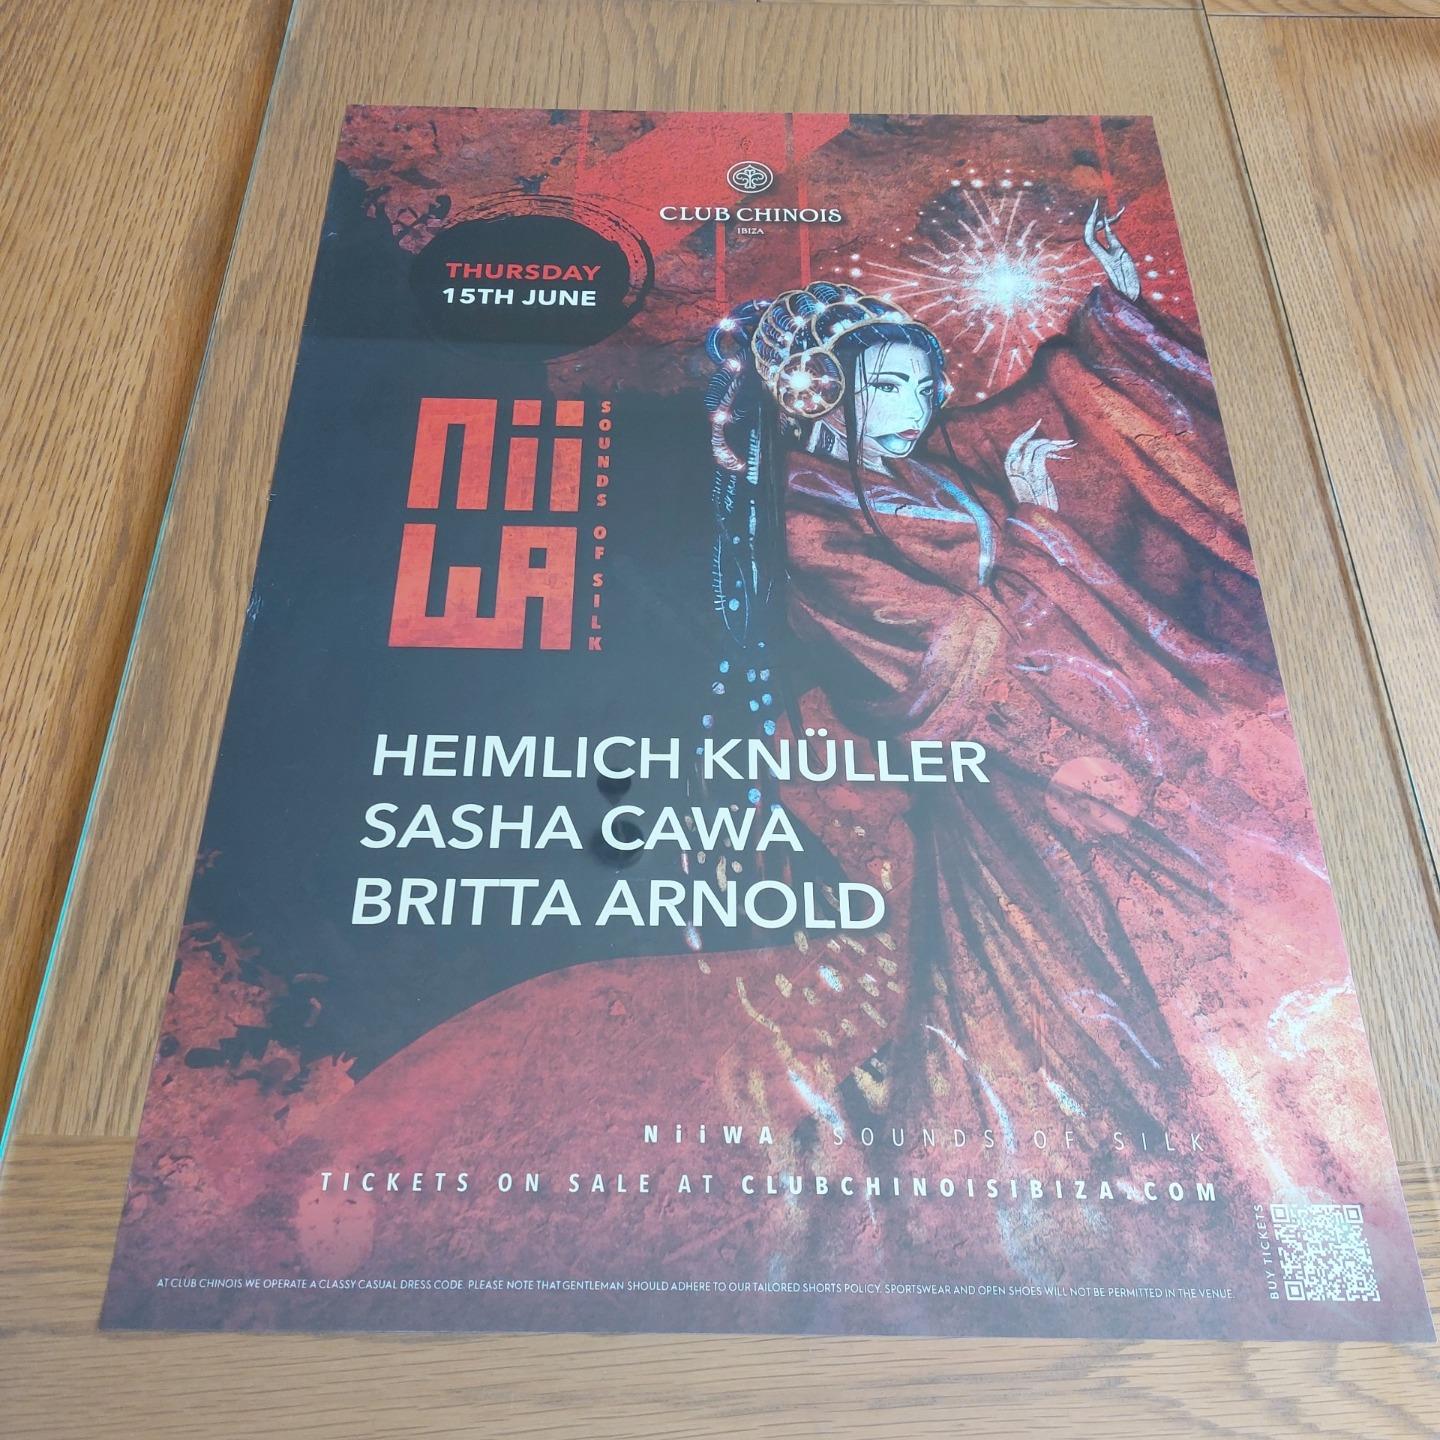 CLUB CHINOIS
IBIZA
THURSDAY
15TH JUNE
Nii
WA
SOUNDS OF SILK
HEIMLICH KNÜLLER
SASHA CAWA
BRITTA ARNOLD
NiiWA SOUNDS OF SILK
TICKETS ON SALE AT CLUBCHINOISIBIZA.COM
BUY TICKETS
AT CLUB CHINOIS WE OPERATE A CLASSY CASUAL DRESS CODE. PLEASE NOTE THAT GENTLEMAN SHOULD ADHERE TO OUR TAILORED SHORTS POLICY. SPORTSWEAR AND OPEN SHOES WILL NOT BE PERMITTED IN THE VENUE.